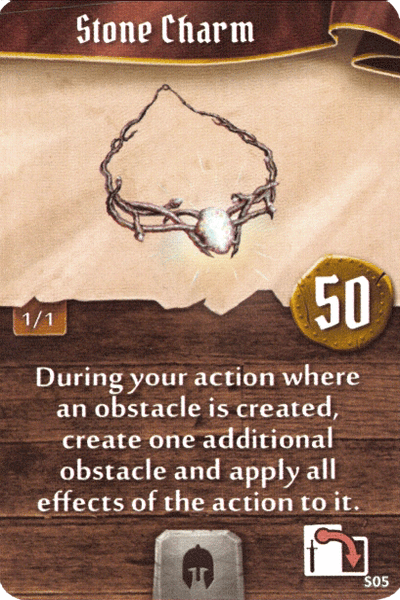 Stone Charm
1/1
50
During your action where
an obstacle is created,
create one additional
obstacle and apply all
effects of the action to it.
S05